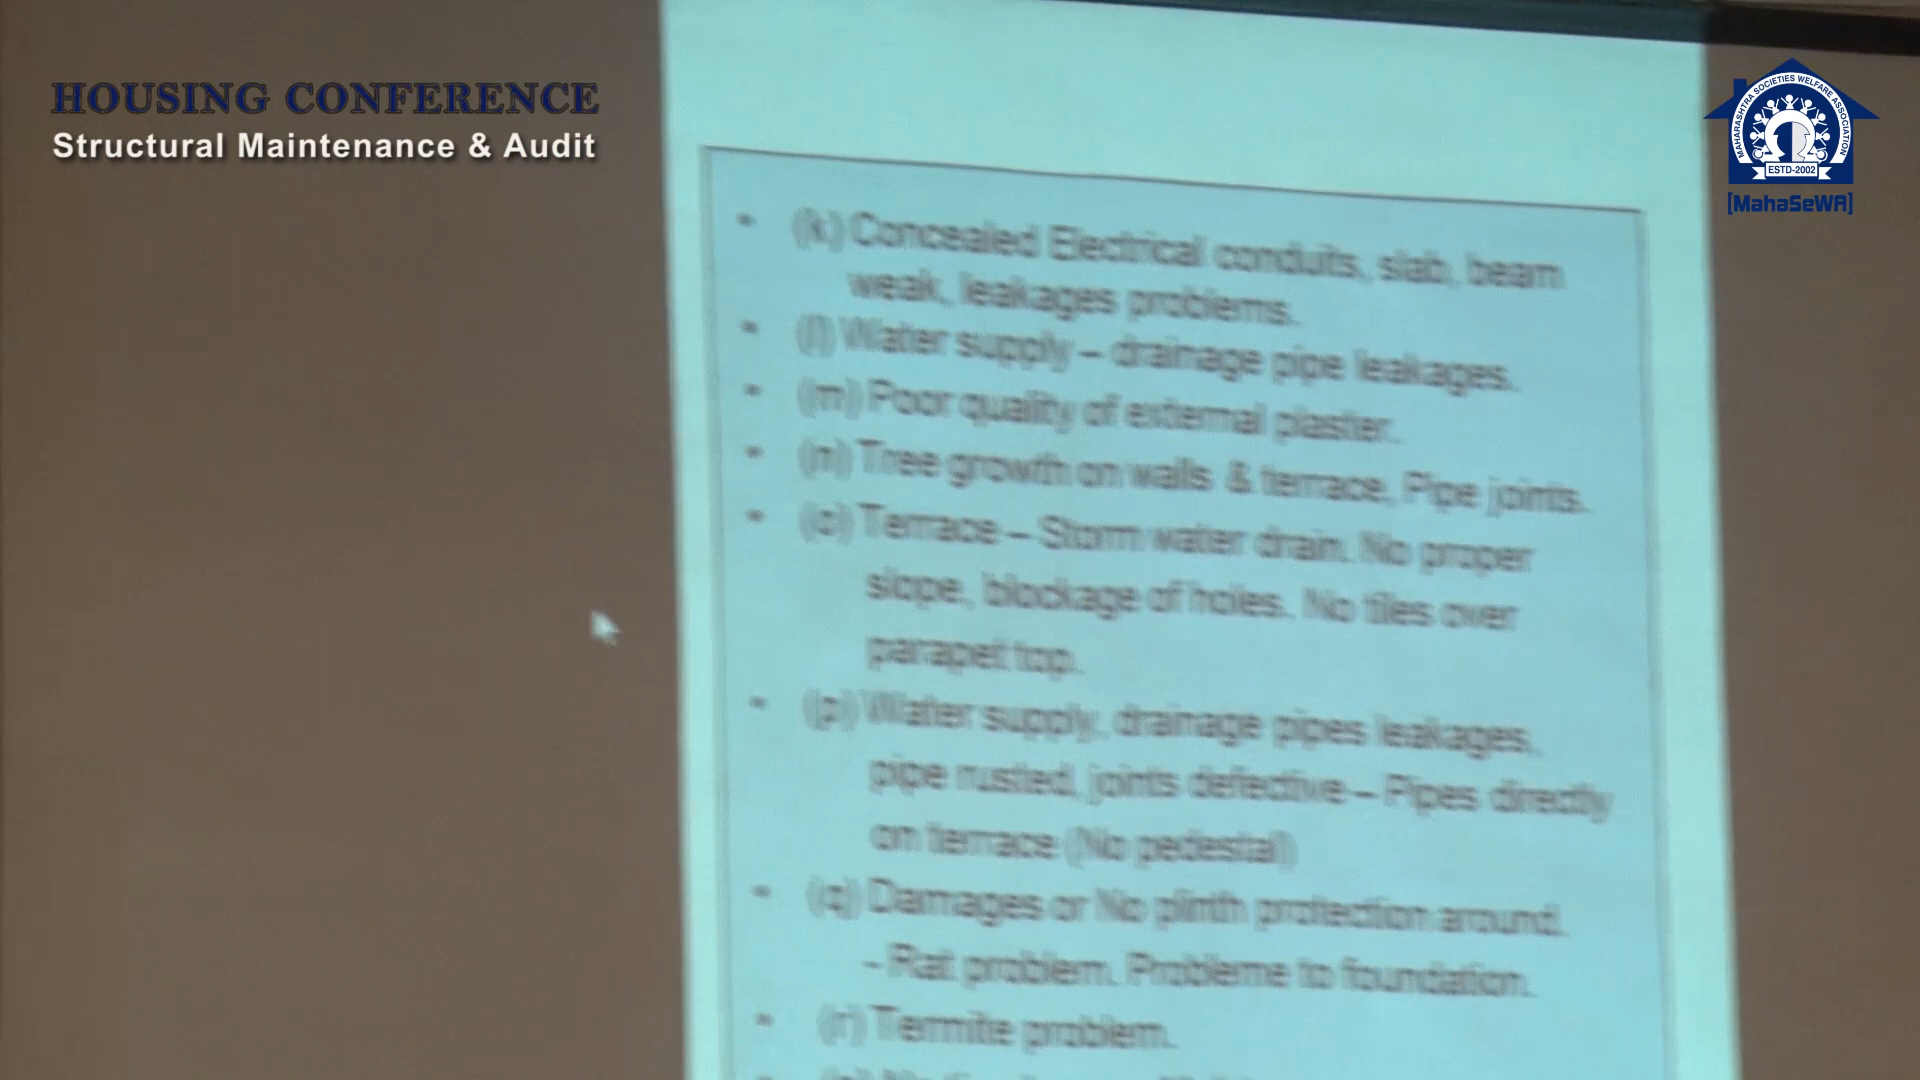 HOUSING CONFERENCE
Structural Maintenance & Audit
MAHARASHTRA SOCIETIES WELFARE ASSOCIATION
ESTD-2002
[MahaSeWA]
• (k) Concealed Electrical conduits, slab, beam
weak, leakages problems.
• (l) Water supply – drainage pipe leakages.
• (m) Poor quality of external plaster.
• (n) Tree growth on walls & terrace, Pipe joints.
• (o) Terrace – Storm water drain. No proper
slope, blockage of holes. No tiles over
parapet top.
• (p) Water supply, drainage pipes leakages,
pipe rusted, joints defective – Pipes directly
on terrace (No pedestal)
• (q) Damages or No plinth protection around.
- Rat problem. Probleme to foundation.
• (r) Termite problem.